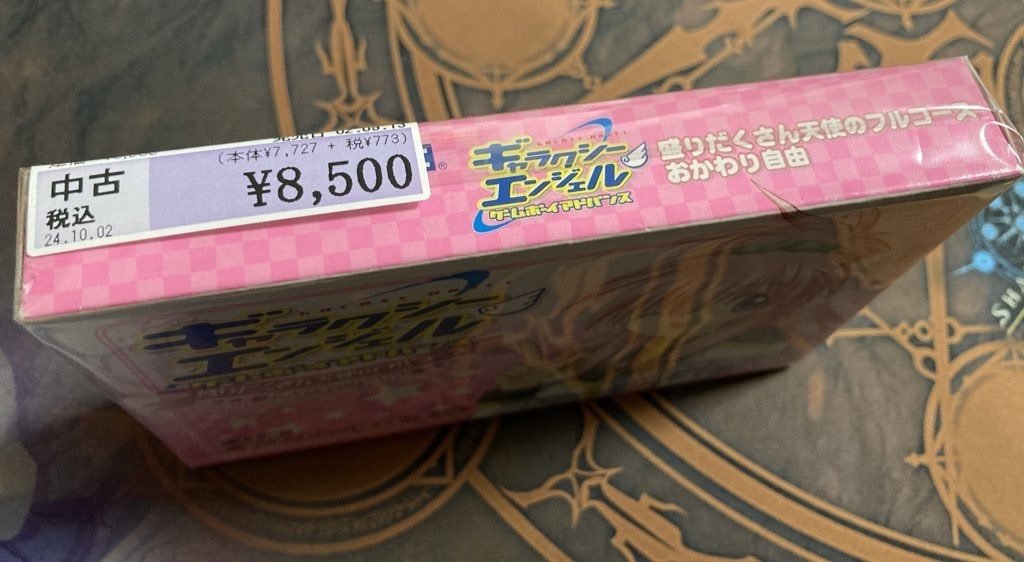 (本体¥7,727 + 税¥773)
中古
¥8,500
税込
24.10.02
ギャラクシー
エンジェル
ゲームボーイアドバンス
盛りだくさん天使のフルコース
おかわり自由
ギャラクシー
エンジェル